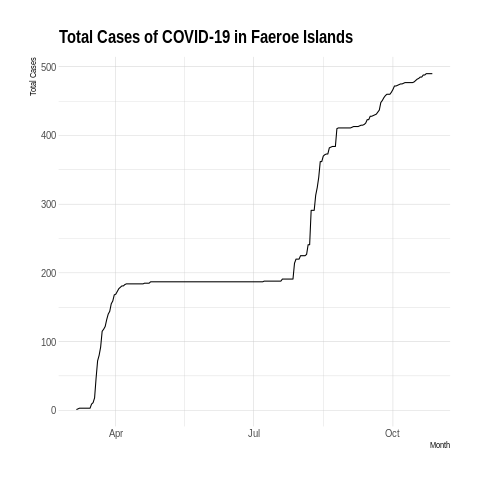 Total Cases of COVID-19 in Faeroe Islands
Total Cases
500
400
300
200
100
0
Apr
Jul
Oct
Month